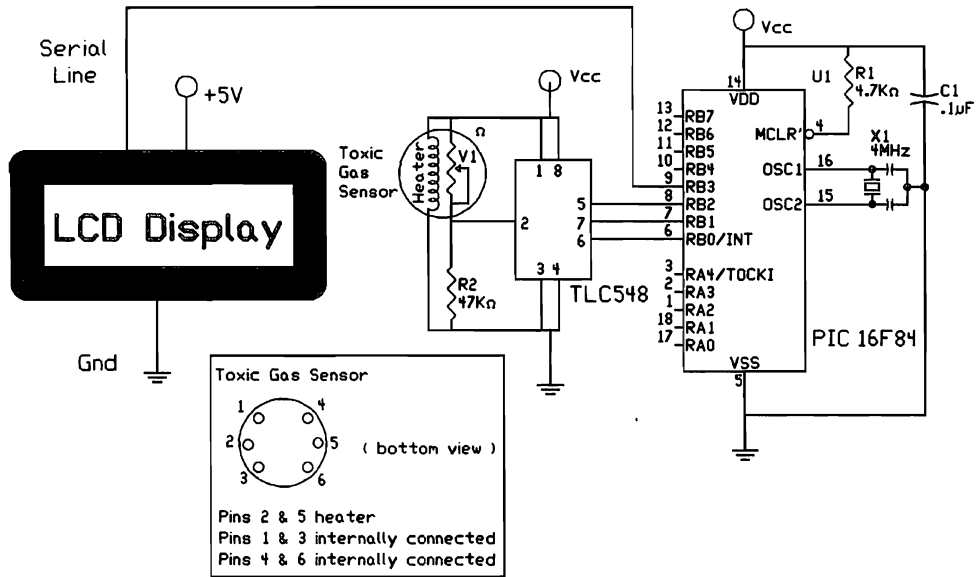 Serial
Line
+5V
LCD Display
Gnd
Toxic
Gas
Sensor
Heater
Ω
V1
Vcc
1 8
2
5
7
6
3 4
R2
47KΩ
TLC548
Vcc
14
VDD
U1
R1
4.7KΩ
C1
.1µF
13 RB7
12 RB6
11 RB5
10 RB4
9 RB3
8 RB2
7 RB1
6 RB0/INT
3 RA4/TOCKI
2 RA3
1 RA2
18 RA1
17 RA0
MCLR' 4
X1
4MHz
OSC1 16
OSC2 15
VSS
5
PIC 16F84
Toxic Gas Sensor
1 4
2 5
3 6
( bottom view )
Pins 2 & 5 heater
Pins 1 & 3 internally connected
Pins 4 & 6 internally connected